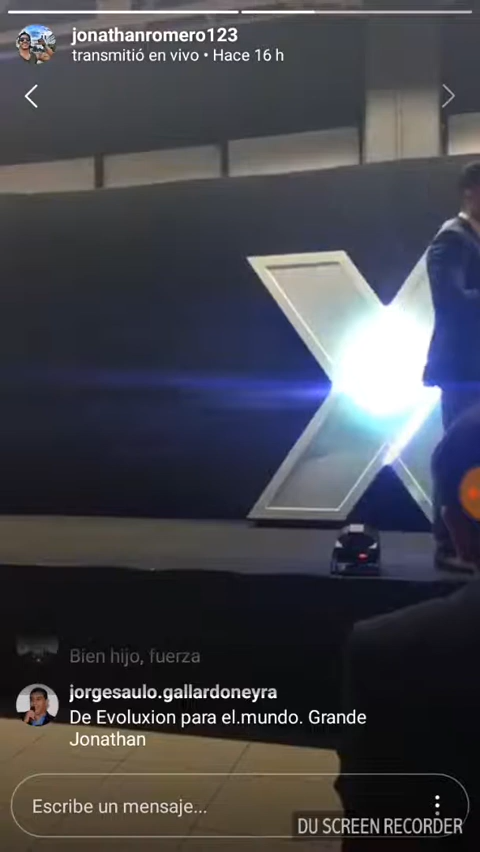 jonathanromero123
transmitió en vivo • Hace 16 h
X
Bien hijo, fuerza
jorgesaulo.gallardoneyra
De Evoluxion para el.mundo. Grande
Jonathan
Escribe un mensaje...
DU SCREEN RECORDER